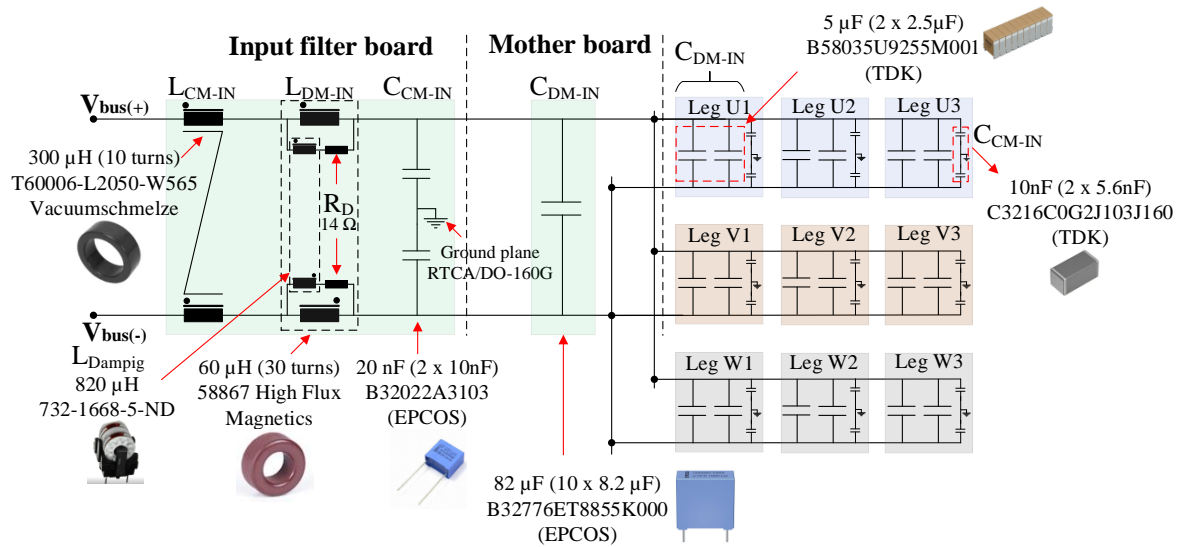 Input filter board
Mother board
5 µF (2 x 2.5µF)
B58035U9255M001
(TDK)
L_CM-IN
L_DM-IN
C_CM-IN
C_DM-IN
C_DM-IN
V_bus(+)
Leg U1
Leg U2
Leg U3
C_CM-IN
10nF (2 x 5.6nF)
C3216C0G2J103J160
(TDK)
300 µH (10 turns)
T60006-L2050-W565
Vacuumschmelze
R_D
14 Ω
Ground plane
RTCA/DO-160G
Leg V1
Leg V2
Leg V3
V_bus(-)
L_Dampig
820 µH
732-1668-5-ND
60 µH (30 turns)
58867 High Flux
Magnetics
20 nF (2 x 10nF)
B32022A3103
(EPCOS)
Leg W1
Leg W2
Leg W3
82 µF (10 x 8.2 µF)
B32776ET8855K000
(EPCOS)